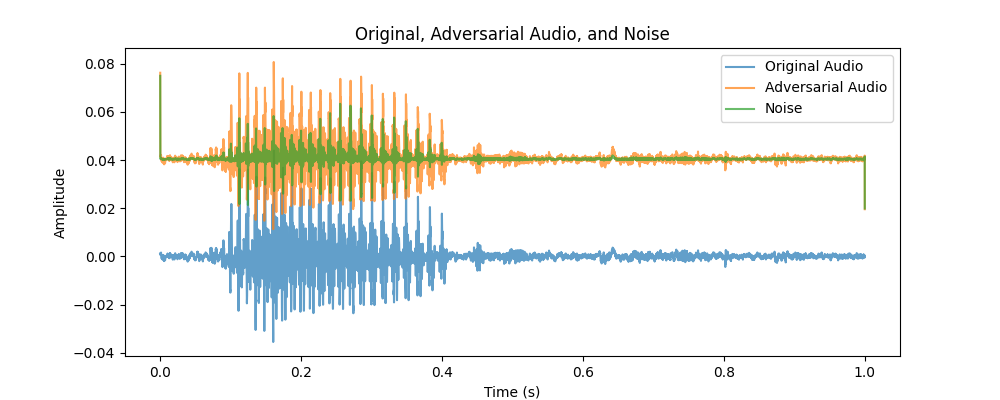 Original, Adversarial Audio, and Noise
Original Audio
Adversarial Audio
Noise
0.08
0.06
0.04
0.02
0.00
−0.02
−0.04
Amplitude
0.0 0.2 0.4 0.6 0.8 1.0
Time (s)